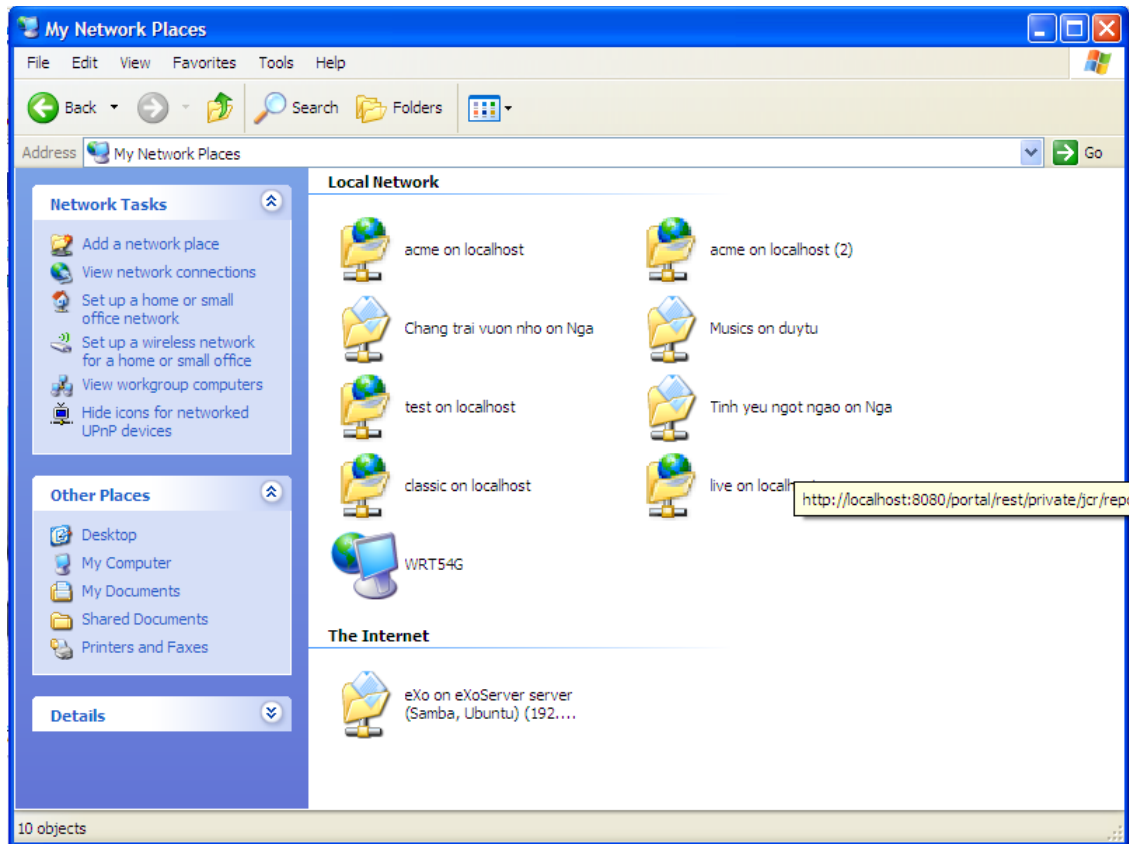 My Network Places
File Edit View Favorites Tools Help
Back Search Folders
Address My Network Places Go
Network Tasks
Add a network place
View network connections
Set up a home or small
office network
Set up a wireless network
for a home or small office
View workgroup computers
Hide icons for networked
UPnP devices
Other Places
Desktop
My Computer
My Documents
Shared Documents
Printers and Faxes
Details
Local Network
acme on localhost
acme on localhost (2)
Chang trai vuon nho on Nga
Musics on duytu
test on localhost
Tinh yeu ngot ngao on Nga
classic on localhost
live on localh
http://localhost:8080/portal/rest/private/jcr/repo
WRT54G
The Internet
eXo on eXoServer server
(Samba, Ubuntu) (192....
10 objects